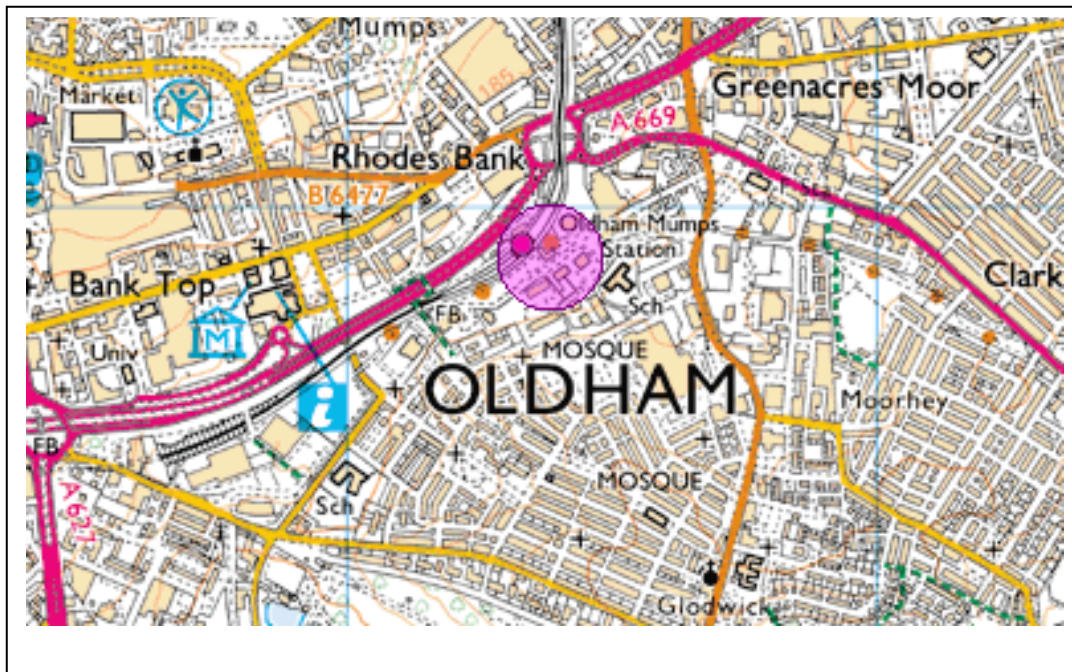 Mumps
Market
185
Greenacres Moor
A 669
Rhodes Bank
B 6477
Oldham Mumps
Station
Clark
Bank Top
Sch
FB
M
Univ
MOSQUE
OLDHAM
i
Moorhey
FB
MOSQUE
A 627
Sch
Glodwick